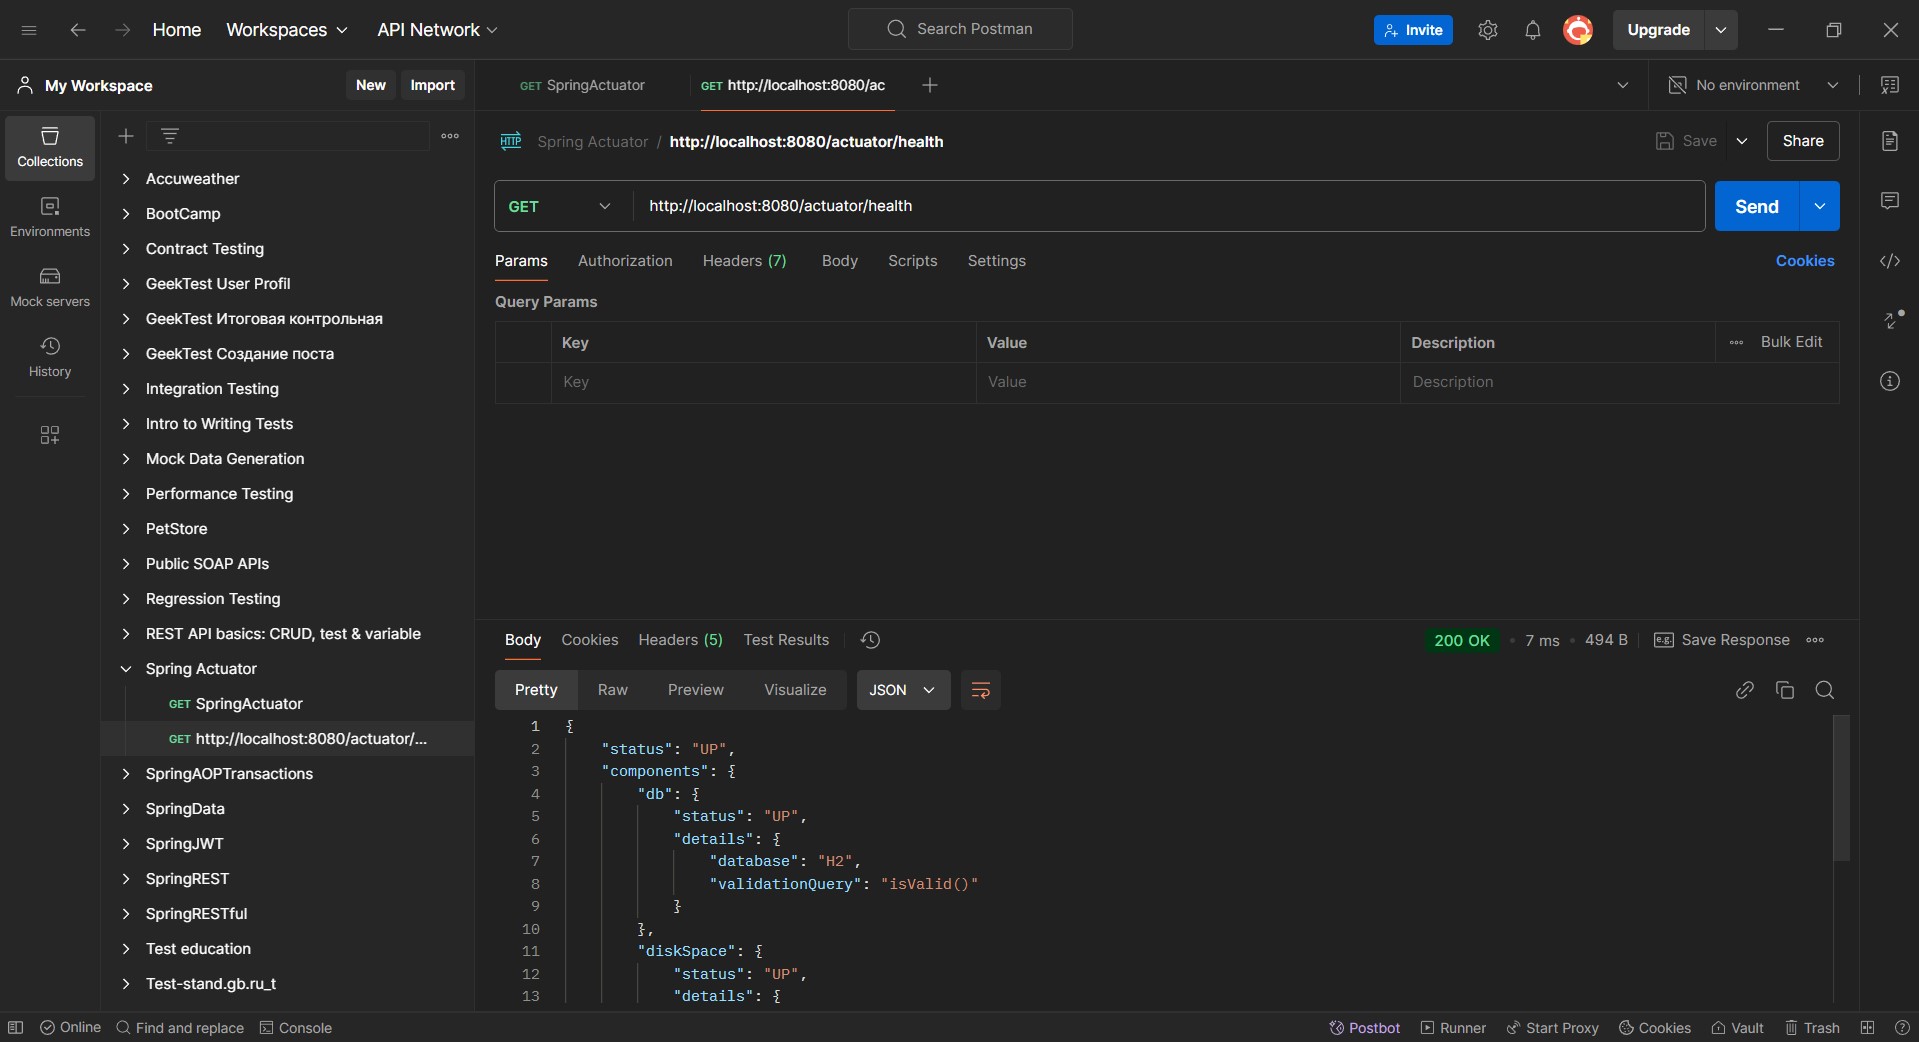 Home Workspaces API Network Search Postman Invite Upgrade
My Workspace New Import GET SpringActuator GET http://localhost:8080/ac No environment
Collections
Environments
Mock servers
History
Accuweather
BootCamp
Contract Testing
GeekTest User Profil
GeekTest Итоговая контрольная
GeekTest Создание поста
Integration Testing
Intro to Writing Tests
Mock Data Generation
Performance Testing
PetStore
Public SOAP APIs
Regression Testing
REST API basics: CRUD, test & variable
Spring Actuator
GET SpringActuator
GET http://localhost:8080/actuator/...
SpringAOPTransactions
SpringData
SpringJWT
SpringREST
SpringRESTful
Test education
Test-stand.gb.ru_t
HTTP Spring Actuator / http://localhost:8080/actuator/health Save Share
GET http://localhost:8080/actuator/health Send
Params Authorization Headers (7) Body Scripts Settings Cookies
Query Params
Key Value Description Bulk Edit
Key Value Description
Body Cookies Headers (5) Test Results 200 OK 7 ms 494 B e.g. Save Response
Pretty Raw Preview Visualize JSON
1 {
2 "status": "UP",
3 "components": {
4 "db": {
5 "status": "UP",
6 "details": {
7 "database": "H2",
8 "validationQuery": "isValid()"
9 }
10 },
11 "diskSpace": {
12 "status": "UP",
13 "details": {
Online Find and replace Console Postbot Runner Start Proxy Cookies Vault Trash